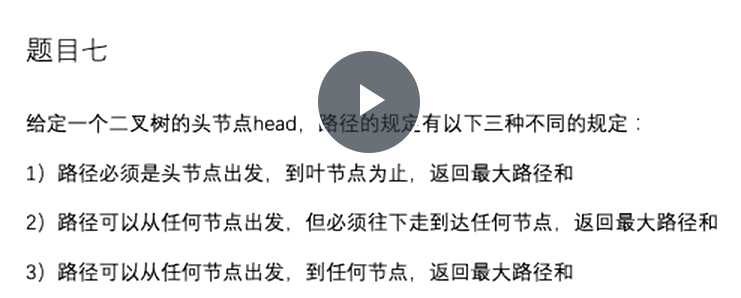 题目七
给定一个二叉树的头节点head，路径的规定有以下三种不同的规定：
1）路径必须是头节点出发，到叶节点为止，返回最大路径和
2）路径可以从任何节点出发，但必须往下走到达任何节点，返回最大路径和
3）路径可以从任何节点出发，到任何节点，返回最大路径和